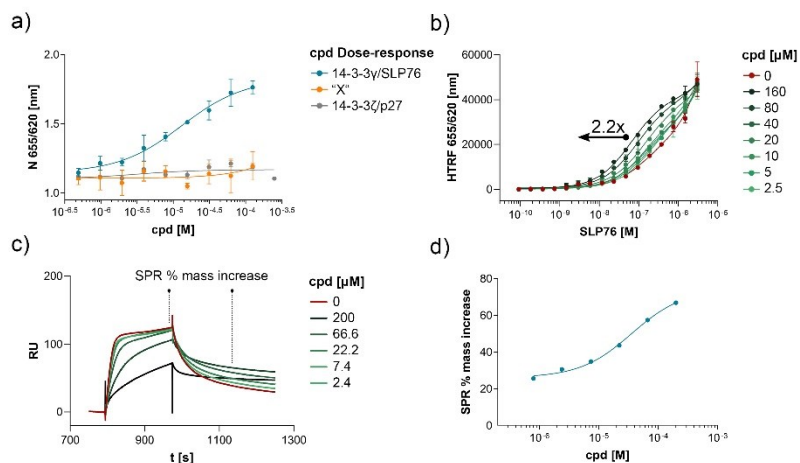 a)
cpd Dose-response
14-3-3γ/SLP76
"X"
14-3-3ζ/p27
N 655/620 [nm]
2.0
1.5
1.0
10-6.5 10-6 10-5.5 10-5 10-4.5 10-4 10-3.5
cpd [M]
b)
cpd [µM]
0
160
80
40
20
10
5
2.5
HTRF 655/620 [nm]
60000
40000
20000
0
2.2x
10-10 10-9 10-8 10-7 10-6 10-5
SLP76 [M]
c)
SPR % mass increase
cpd [µM]
0
200
66.6
22.2
7.4
2.4
RU
200
100
0
700 900 1100 1300
t [s]
d)
SPR % mass increase
80
60
40
20
0
10-6 10-5 10-4 10-3
cpd [M]